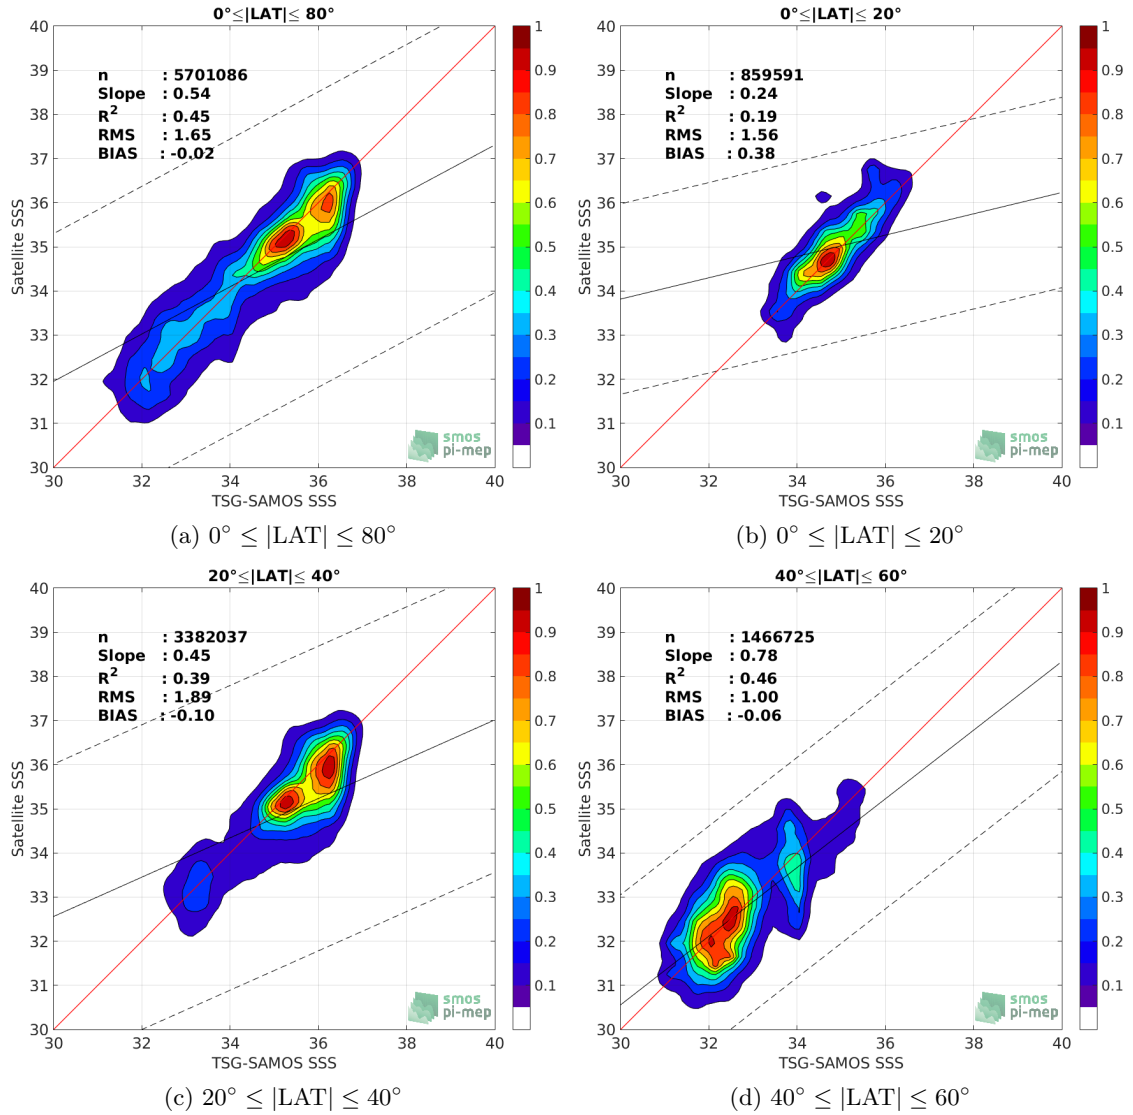 0°≤|LAT|≤ 80°
40
39
38
37
36
35
34
33
32
31
30
Satellite SSS
n : 5701086
Slope : 0.54
R² : 0.45
RMS : 1.65
BIAS : -0.02
smos
pi-mep
30 32 34 36 38 40
TSG-SAMOS SSS
1
0.9
0.8
0.7
0.6
0.5
0.4
0.3
0.2
0.1
(a) 0° ≤ |LAT| ≤ 80°
0°≤|LAT|≤ 20°
40
39
38
37
36
35
34
33
32
31
30
Satellite SSS
n : 859591
Slope : 0.24
R² : 0.19
RMS : 1.56
BIAS : 0.38
smos
pi-mep
30 32 34 36 38 40
TSG-SAMOS SSS
1
0.9
0.8
0.7
0.6
0.5
0.4
0.3
0.2
0.1
(b) 0° ≤ |LAT| ≤ 20°
20°≤|LAT|≤ 40°
40
39
38
37
36
35
34
33
32
31
30
Satellite SSS
n : 3382037
Slope : 0.45
R² : 0.39
RMS : 1.89
BIAS : -0.10
smos
pi-mep
30 32 34 36 38 40
TSG-SAMOS SSS
1
0.9
0.8
0.7
0.6
0.5
0.4
0.3
0.2
0.1
(c) 20° ≤ |LAT| ≤ 40°
40°≤|LAT|≤ 60°
40
39
38
37
36
35
34
33
32
31
30
Satellite SSS
n : 1466725
Slope : 0.78
R² : 0.46
RMS : 1.00
BIAS : -0.06
smos
pi-mep
30 32 34 36 38 40
TSG-SAMOS SSS
1
0.9
0.8
0.7
0.6
0.5
0.4
0.3
0.2
0.1
(d) 40° ≤ |LAT| ≤ 60°